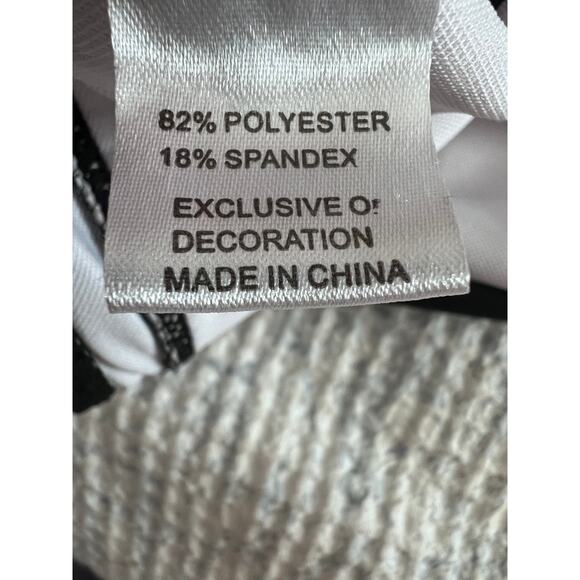 82% POLYESTER
18% SPANDEX
EXCLUSIVE OF
DECORATION
MADE IN CHINA